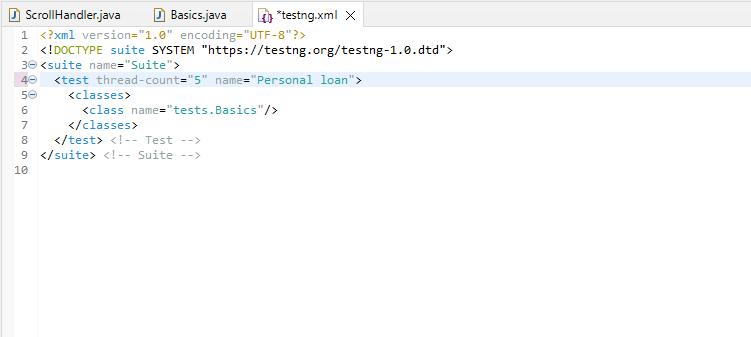 ScrollHandler.java Basics.java *testng.xml
1 <?xml version="1.0" encoding="UTF-8"?>
2 <!DOCTYPE suite SYSTEM "https://testng.org/testng-1.0.dtd">
3 <suite name="Suite">
4   <test thread-count="5" name="Personal loan">
5     <classes>
6       <class name="tests.Basics"/>
7     </classes>
8   </test> <!-- Test -->
9 </suite> <!-- Suite -->
10